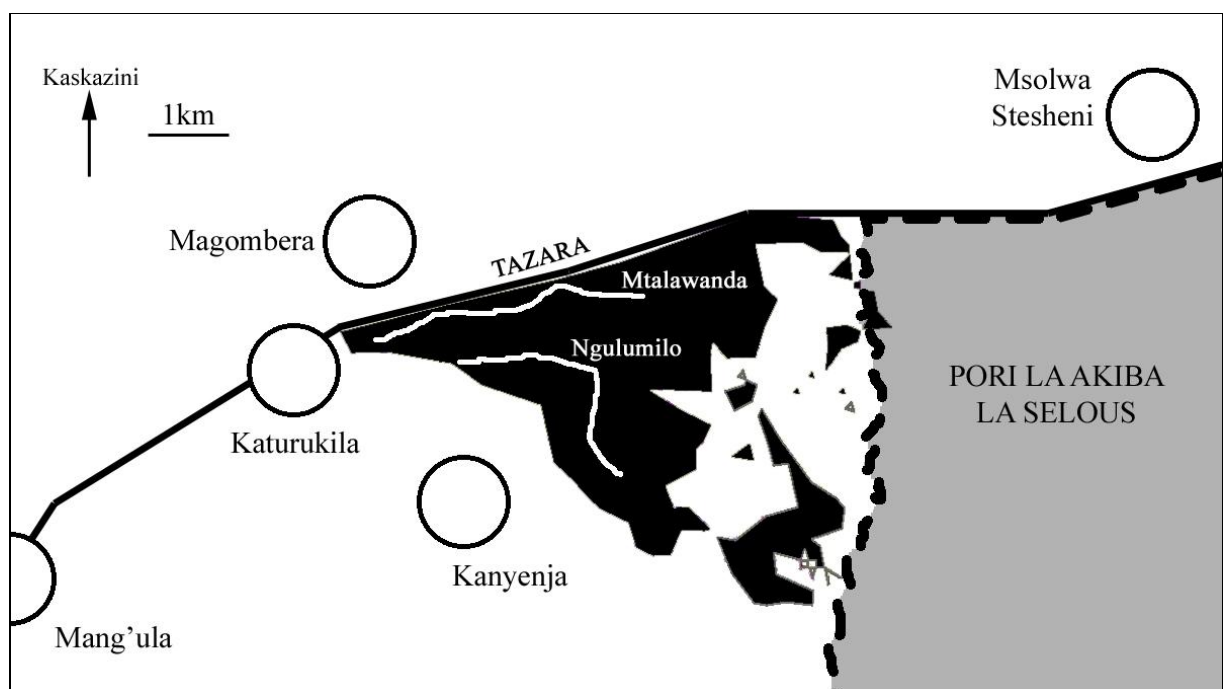 Kaskazini
1km
Msolwa
Stesheni
Magombera
TAZARA
Mtalawanda
Ngulumilo
PORI LA AKIBA
LA SELOUS
Katurukila
Kanyenja
Mang’ula